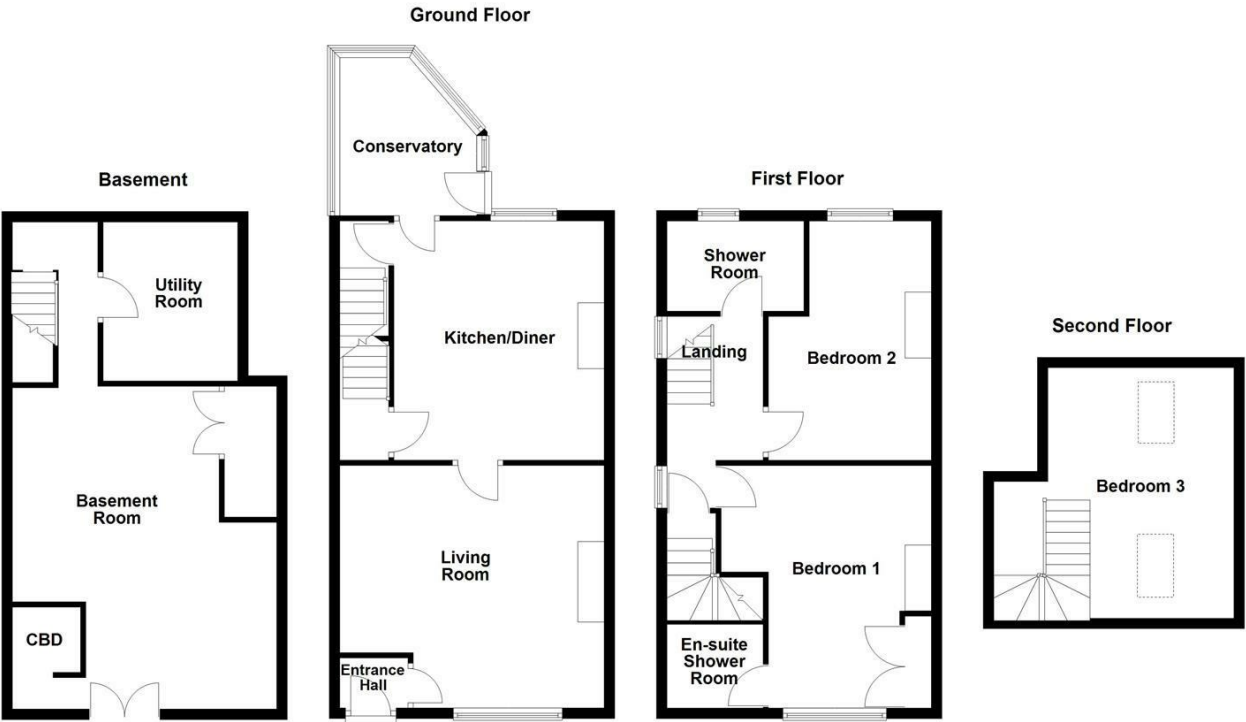 Ground Floor
Conservatory
Kitchen/Diner
Living
Room
Entrance
Hall
Basement
Utility
Room
Basement
Room
CBD
First Floor
Shower
Room
Landing
Bedroom 2
Bedroom 1
En-suite
Shower
Room
Second Floor
Bedroom 3